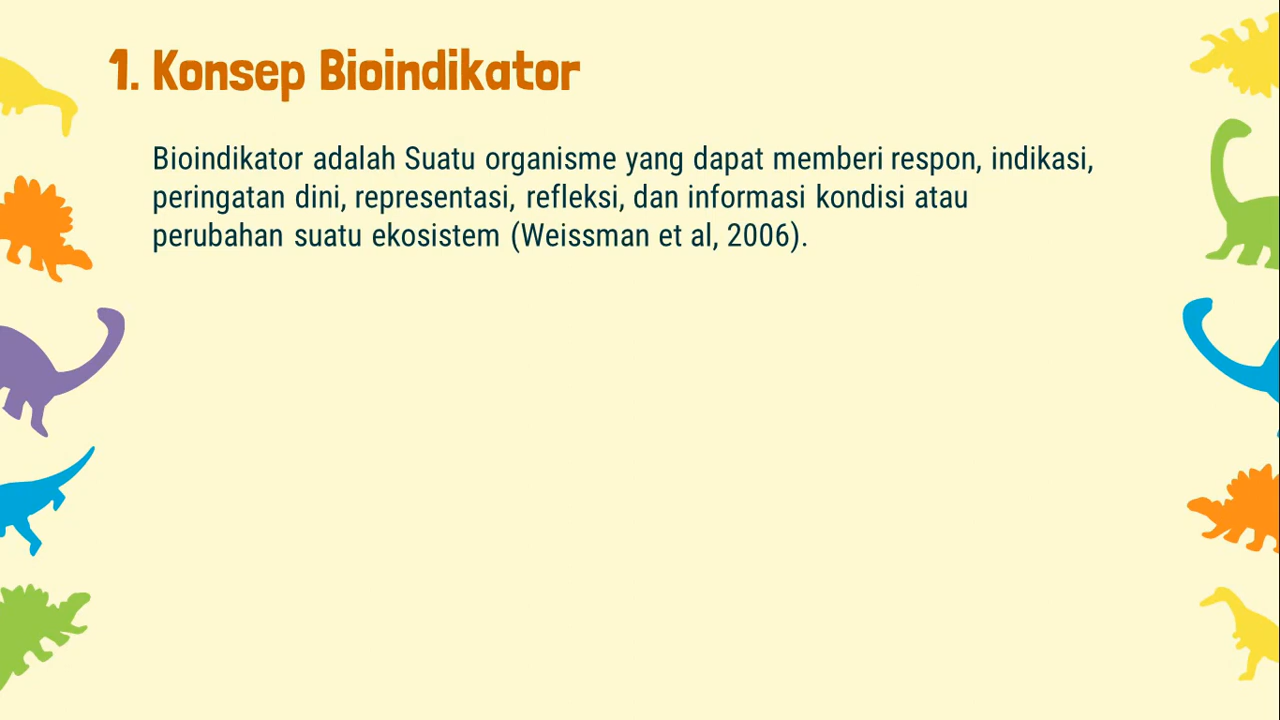 1. Konsep Bioindikator
Bioindikator adalah Suatu organisme yang dapat memberi respon, indikasi,
peringatan dini, representasi, refleksi, dan informasi kondisi atau
perubahan suatu ekosistem (Weissman et al, 2006).